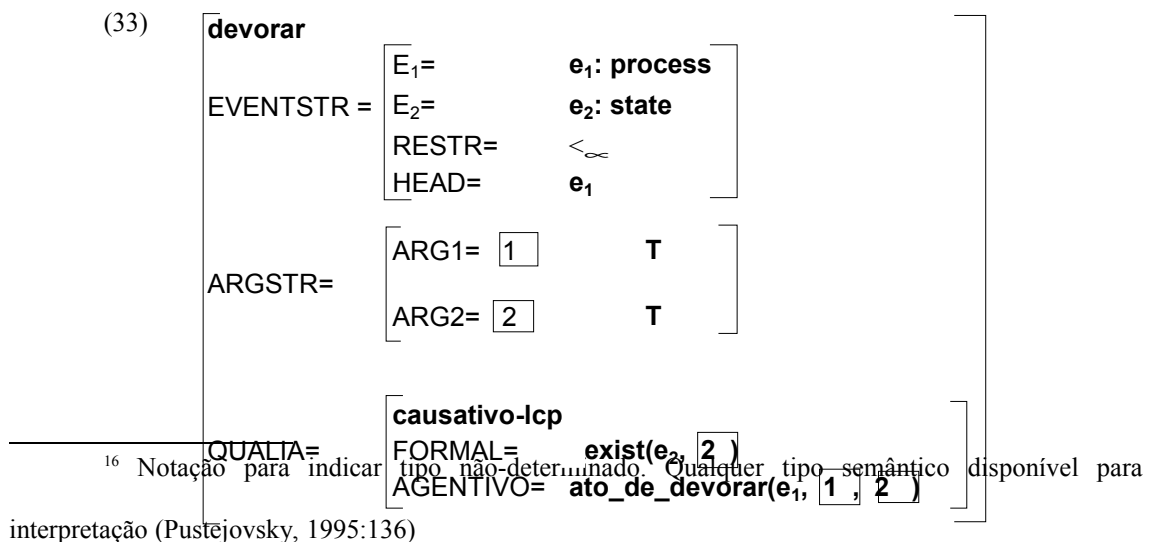 (33)
devorar
E₁= e₁: process
EVENTSTR = E₂= e₂: state
RESTR= <∝
HEAD= e₁
ARG1= 1 T
ARGSTR=
ARG2= 2 T
causativo-lcp
QUALIA= FORMAL= exist(e₂, 2 )
16 Notação para indicar tipo não-determinado. Qualquer tipo semântico disponível para
AGENTIVO= ato_de_devorar(e₁, 1 , 2 )
interpretação (Pustejovsky, 1995:136)